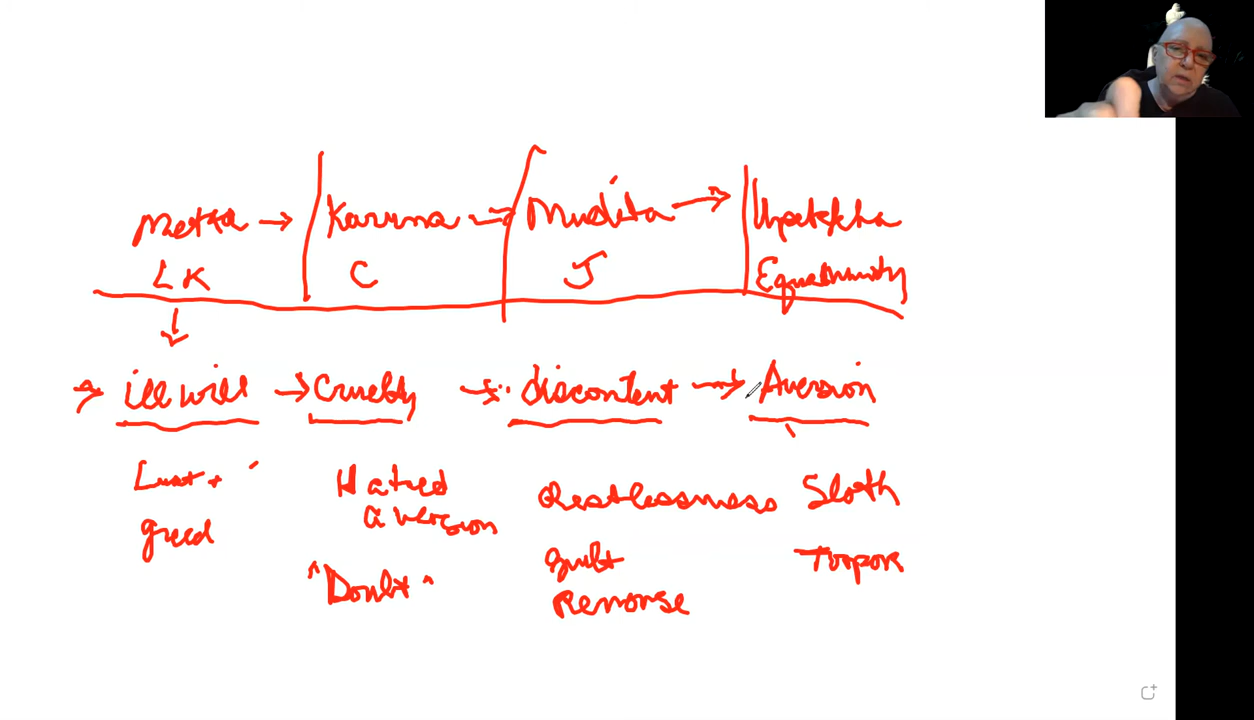 Metta → Karuna → Mudita → Upekkha
LK C J Equanimity
→ ill will → Cruelty → discontent → Aversion
Lust + Hatred Restlessness Sloth
greed aversion guilt Torpor
"Doubt" Remorse